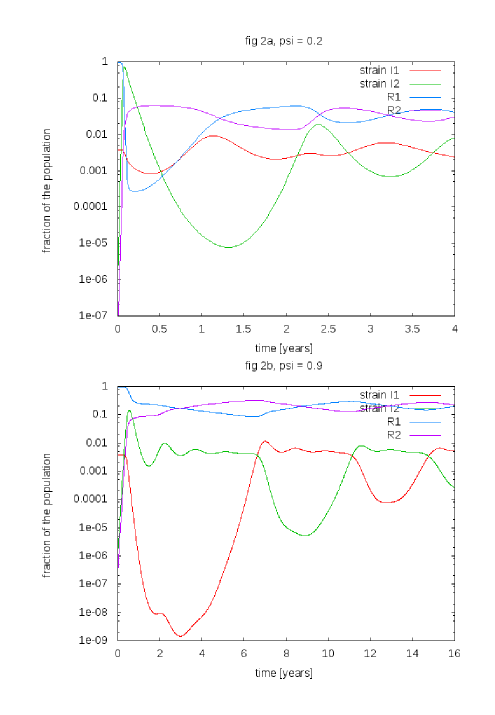 fig 2a, psi = 0.2
1
0.1
0.01
0.001
0.0001
1e-05
1e-06
1e-07
fraction of the population
strain I1
strain I2
R1
R2
0 0.5 1 1.5 2 2.5 3 3.5 4
time [years]
fig 2b, psi = 0.9
1
0.1
0.01
0.001
0.0001
1e-05
1e-06
1e-07
1e-08
1e-09
fraction of the population
strain I1
strain I2
R1
R2
0 2 4 6 8 10 12 14 16
time [years]